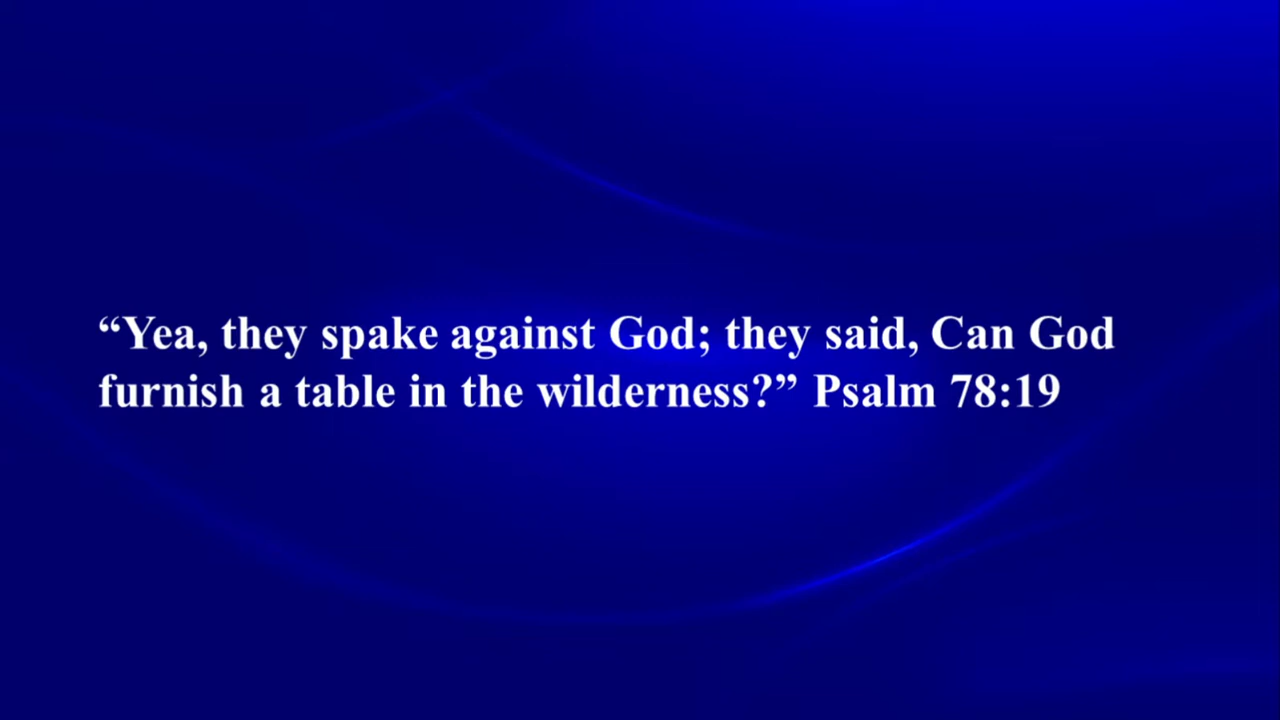 “Yea, they spake against God; they said, Can God
furnish a table in the wilderness?” Psalm 78:19